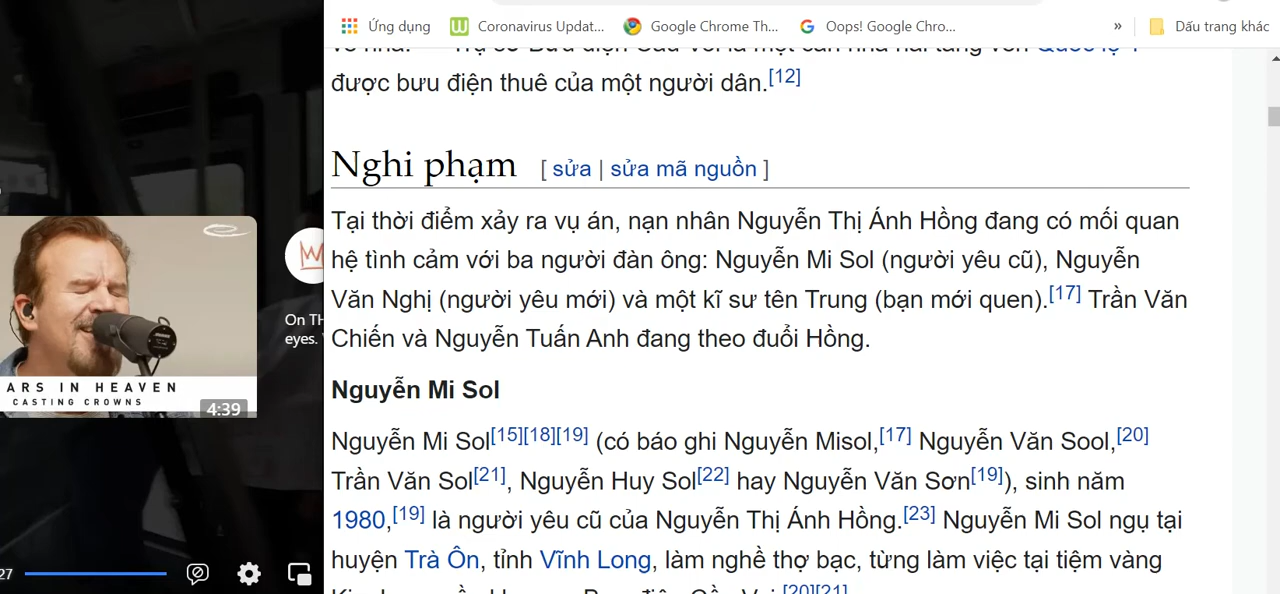 Ứng dụng
Coronavirus Updat...
Google Chrome Th...
Oops! Google Chro...
»
Dấu trang khác
được bưu điện thuê của một người dân.[12]
Nghi phạm [ sửa | sửa mã nguồn ]
Tại thời điểm xảy ra vụ án, nạn nhân Nguyễn Thị Ánh Hồng đang có mối quan
hệ tình cảm với ba người đàn ông: Nguyễn Mi Sol (người yêu cũ), Nguyễn
Văn Nghị (người yêu mới) và một kĩ sư tên Trung (bạn mới quen).[17] Trần Văn
Chiến và Nguyễn Tuấn Anh đang theo đuổi Hồng.
Nguyễn Mi Sol
Nguyễn Mi Sol[15][18][19] (có báo ghi Nguyễn Misol,[17] Nguyễn Văn Sool,[20]
Trần Văn Sol[21], Nguyễn Huy Sol[22] hay Nguyễn Văn Sơn[19]), sinh năm
1980,[19] là người yêu cũ của Nguyễn Thị Ánh Hồng.[23] Nguyễn Mi Sol ngụ tại
huyện Trà Ôn, tỉnh Vĩnh Long, làm nghề thợ bạc, từng làm việc tại tiệm vàng
[20][21]
ARS IN HEAVEN
CASTING CROWNS
4:39
On TH
eyes.
27